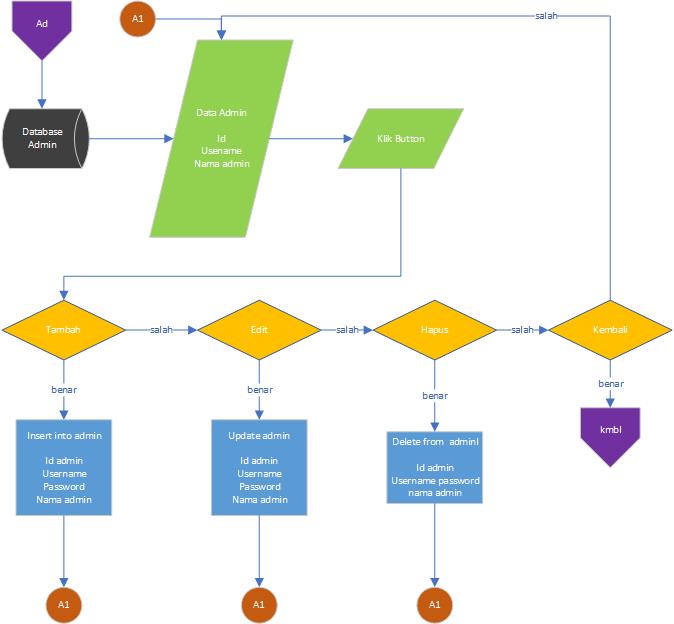 Ad
A1
salah
Database
Admin
Data Admin
Id
Usename
Nama admin
Klik Button
Tambah
salah
Edit
salah
Hapus
salah
Kembali
benar
benar
benar
benar
Insert into admin
Id admin
Username
Password
Nama admin
Update admin
Id admin
Username
Password
Nama admin
Delete from adminl
Id admin
Username password
nama admin
kmbl
A1
A1
A1